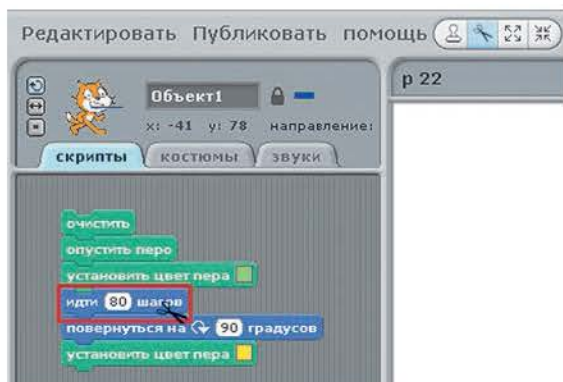 Редактировать Публиковать помощь
р 22
Объект1
x: -41 y: 78 направление:
скрипты костюмы звуки
очистить
опустить перо
установить цвет пера
идти 80 шагов
повернуться на 90 градусов
установить цвет пера